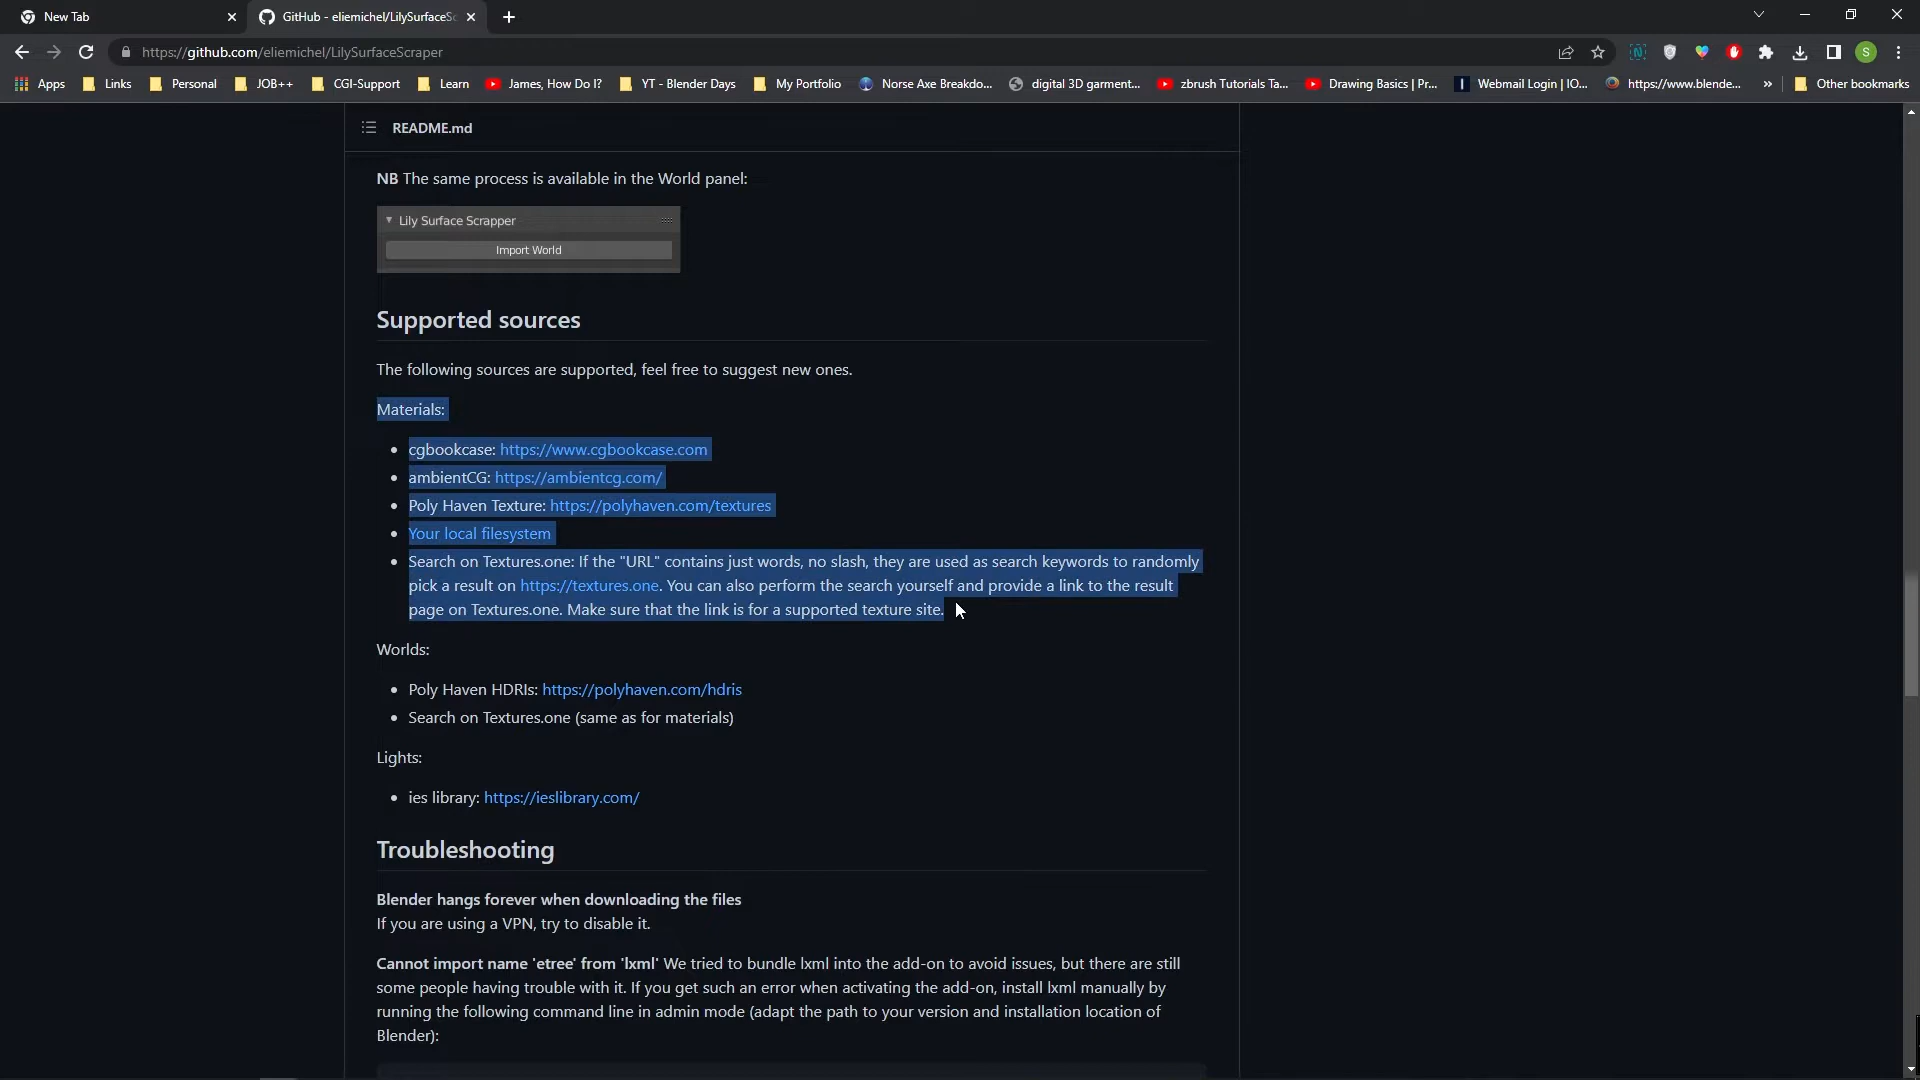 New Tab
GitHub - eliemichel/LilySurfaceSc
https://github.com/eliemichel/LilySurfaceScraper
S
Apps
Links
Personal
JOB++
CGI-Support
Learn
James, How Do I?
YT - Blender Days
My Portfolio
Norse Axe Breakdo...
digital 3D garment...
zbrush Tutorials Ta...
Drawing Basics | Pr...
Webmail Login | IO...
https://www.blende...
»
Other bookmarks
README.md
NB The same process is available in the World panel:
Lily Surface Scrapper
Import World
Supported sources
The following sources are supported, feel free to suggest new ones.
Materials:
• cgbookcase: https://www.cgbookcase.com
• ambientCG: https://ambientcg.com/
• Poly Haven Texture: https://polyhaven.com/textures
• Your local filesystem
• Search on Textures.one: If the "URL" contains just words, no slash, they are used as search keywords to randomly
pick a result on https://textures.one. You can also perform the search yourself and provide a link to the result
page on Textures.one. Make sure that the link is for a supported texture site.
Worlds:
• Poly Haven HDRIs: https://polyhaven.com/hdris
• Search on Textures.one (same as for materials)
Lights:
• ies library: https://ieslibrary.com/
Troubleshooting
Blender hangs forever when downloading the files
If you are using a VPN, try to disable it.
Cannot import name 'etree' from 'lxml' We tried to bundle lxml into the add-on to avoid issues, but there are still
some people having trouble with it. If you get such an error when activating the add-on, install lxml manually by
running the following command line in admin mode (adapt the path to your version and installation location of
Blender):